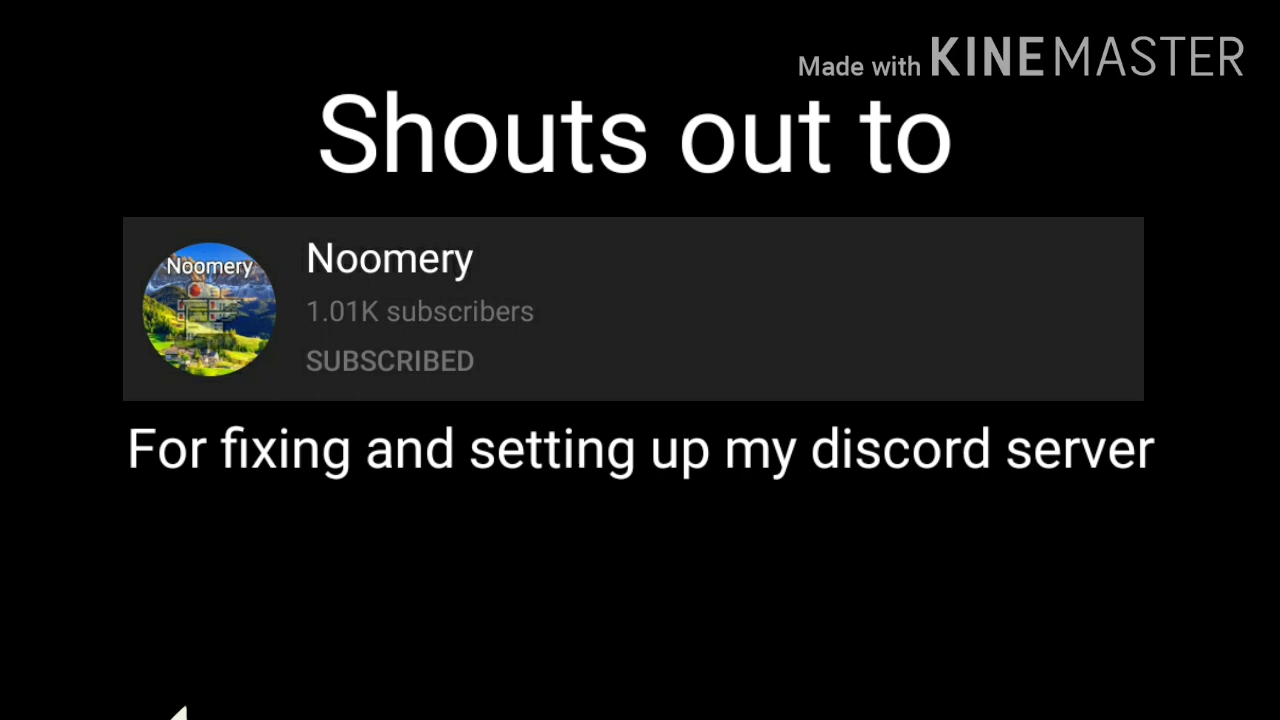 Made with KINEMASTER
Shouts out to
Noomery
Noomery
1.01K subscribers
SUBSCRIBED
For fixing and setting up my discord server